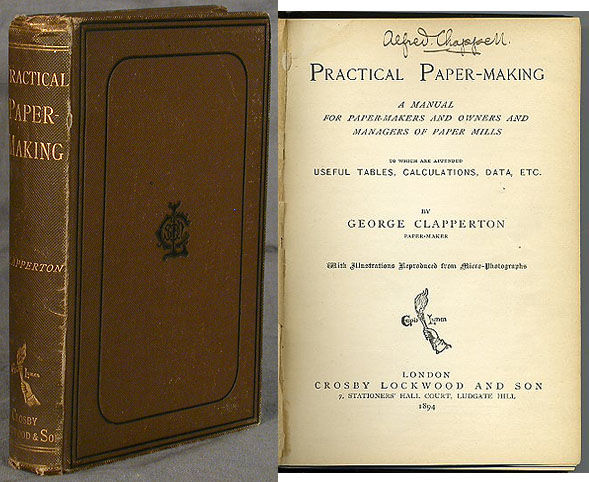 PRACTICAL
PAPER-
MAKING
CLAPPERTON
CROSBY
LOCKWOOD & SON
Alfred Chappell.
PRACTICAL PAPER-MAKING
A MANUAL
FOR PAPER-MAKERS AND OWNERS AND
MANAGERS OF PAPER MILLS
TO WHICH ARE APPENDED
USEFUL TABLES, CALCULATIONS, DATA, ETC.
BY
GEORGE CLAPPERTON
PAPER-MAKER
With Illustrations Reproduced from Micro-Photographs
Capio Lumen
LONDON
CROSBY LOCKWOOD AND SON
7, STATIONERS' HALL COURT, LUDGATE HILL
1894